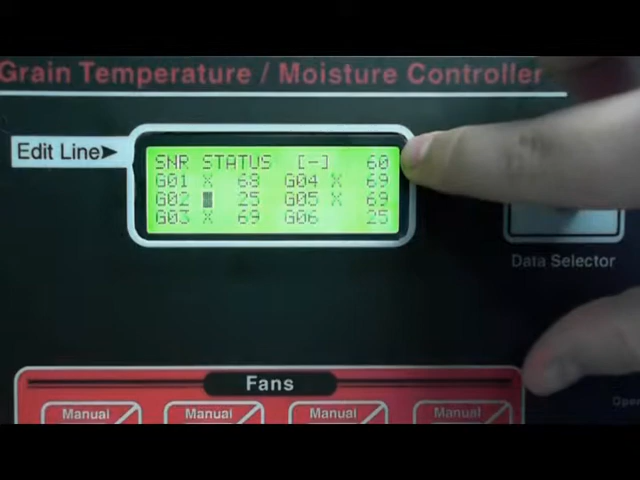 Grain Temperature / Moisture Controller
Edit Line
SNR STATUS [-] 60
G01 X 68 G04 X 69
G02 25 G05 X 69
G03 X 69 G06 25
Data Selector
Fans
Manual Manual Manual Manual